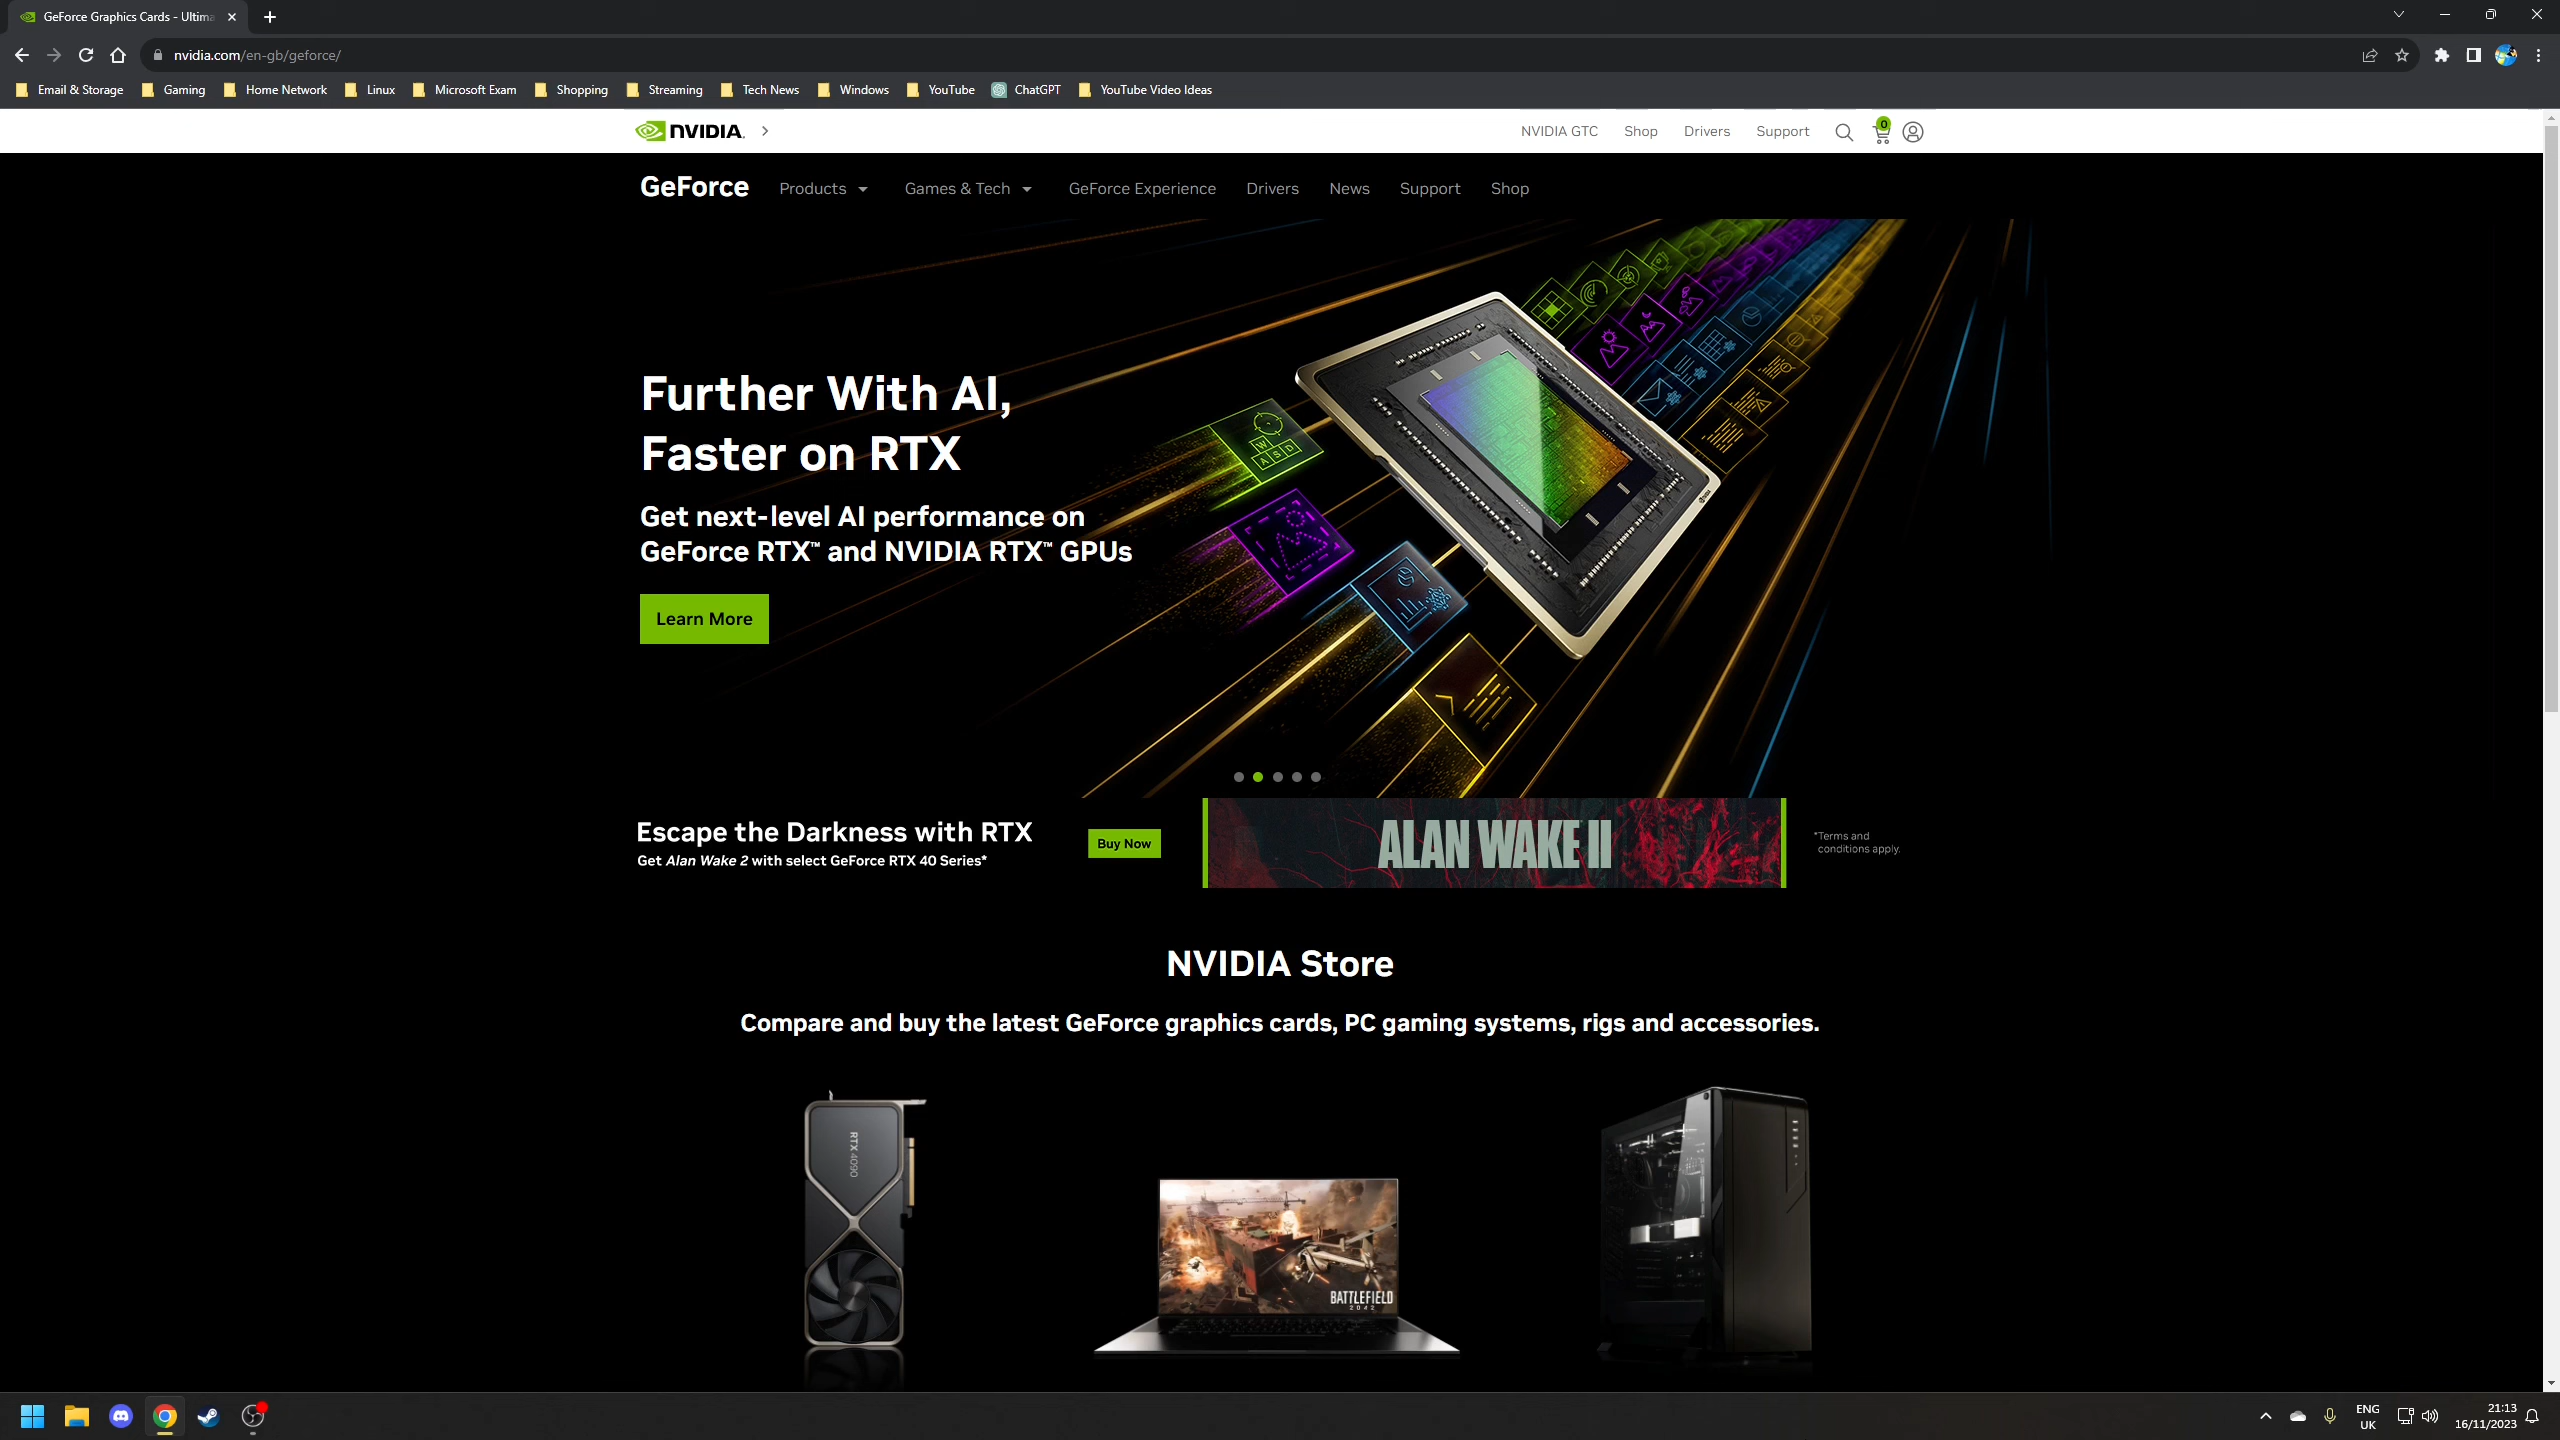 GeForce Graphics Cards - Ultima
nvidia.com/en-gb/geforce/
Email & Storage Gaming Home Network Linux Microsoft Exam Shopping Streaming Tech News Windows YouTube ChatGPT YouTube Video Ideas
NVIDIA NVIDIA GTC Shop Drivers Support 0
GeForce Products Games & Tech GeForce Experience Drivers News Support Shop
Further With AI,
Faster on RTX
Get next-level AI performance on
GeForce RTX™ and NVIDIA RTX™ GPUs
Learn More
W
A S D
Escape the Darkness with RTX
Get Alan Wake 2 with select GeForce RTX 40 Series*
Buy Now
ALAN WAKE II
*Terms and
conditions apply.
NVIDIA Store
Compare and buy the latest GeForce graphics cards, PC gaming systems, rigs and accessories.
RTX 4090
BATTLEFIELD
2042
ENG
UK
21:13
16/11/2023